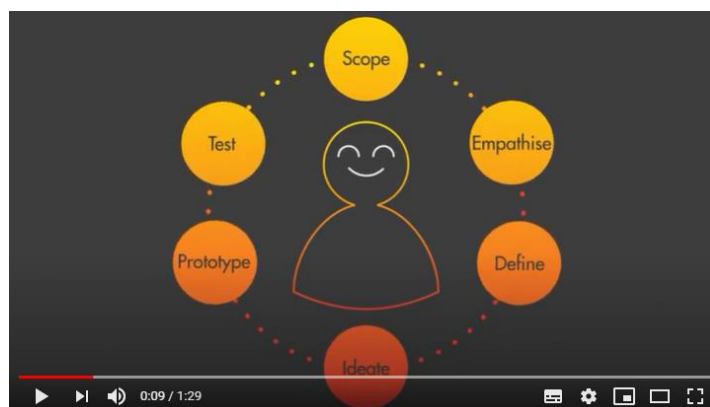 Scope
Test
Empathise
Prototype
Define
Ideate
0:09 / 1:29